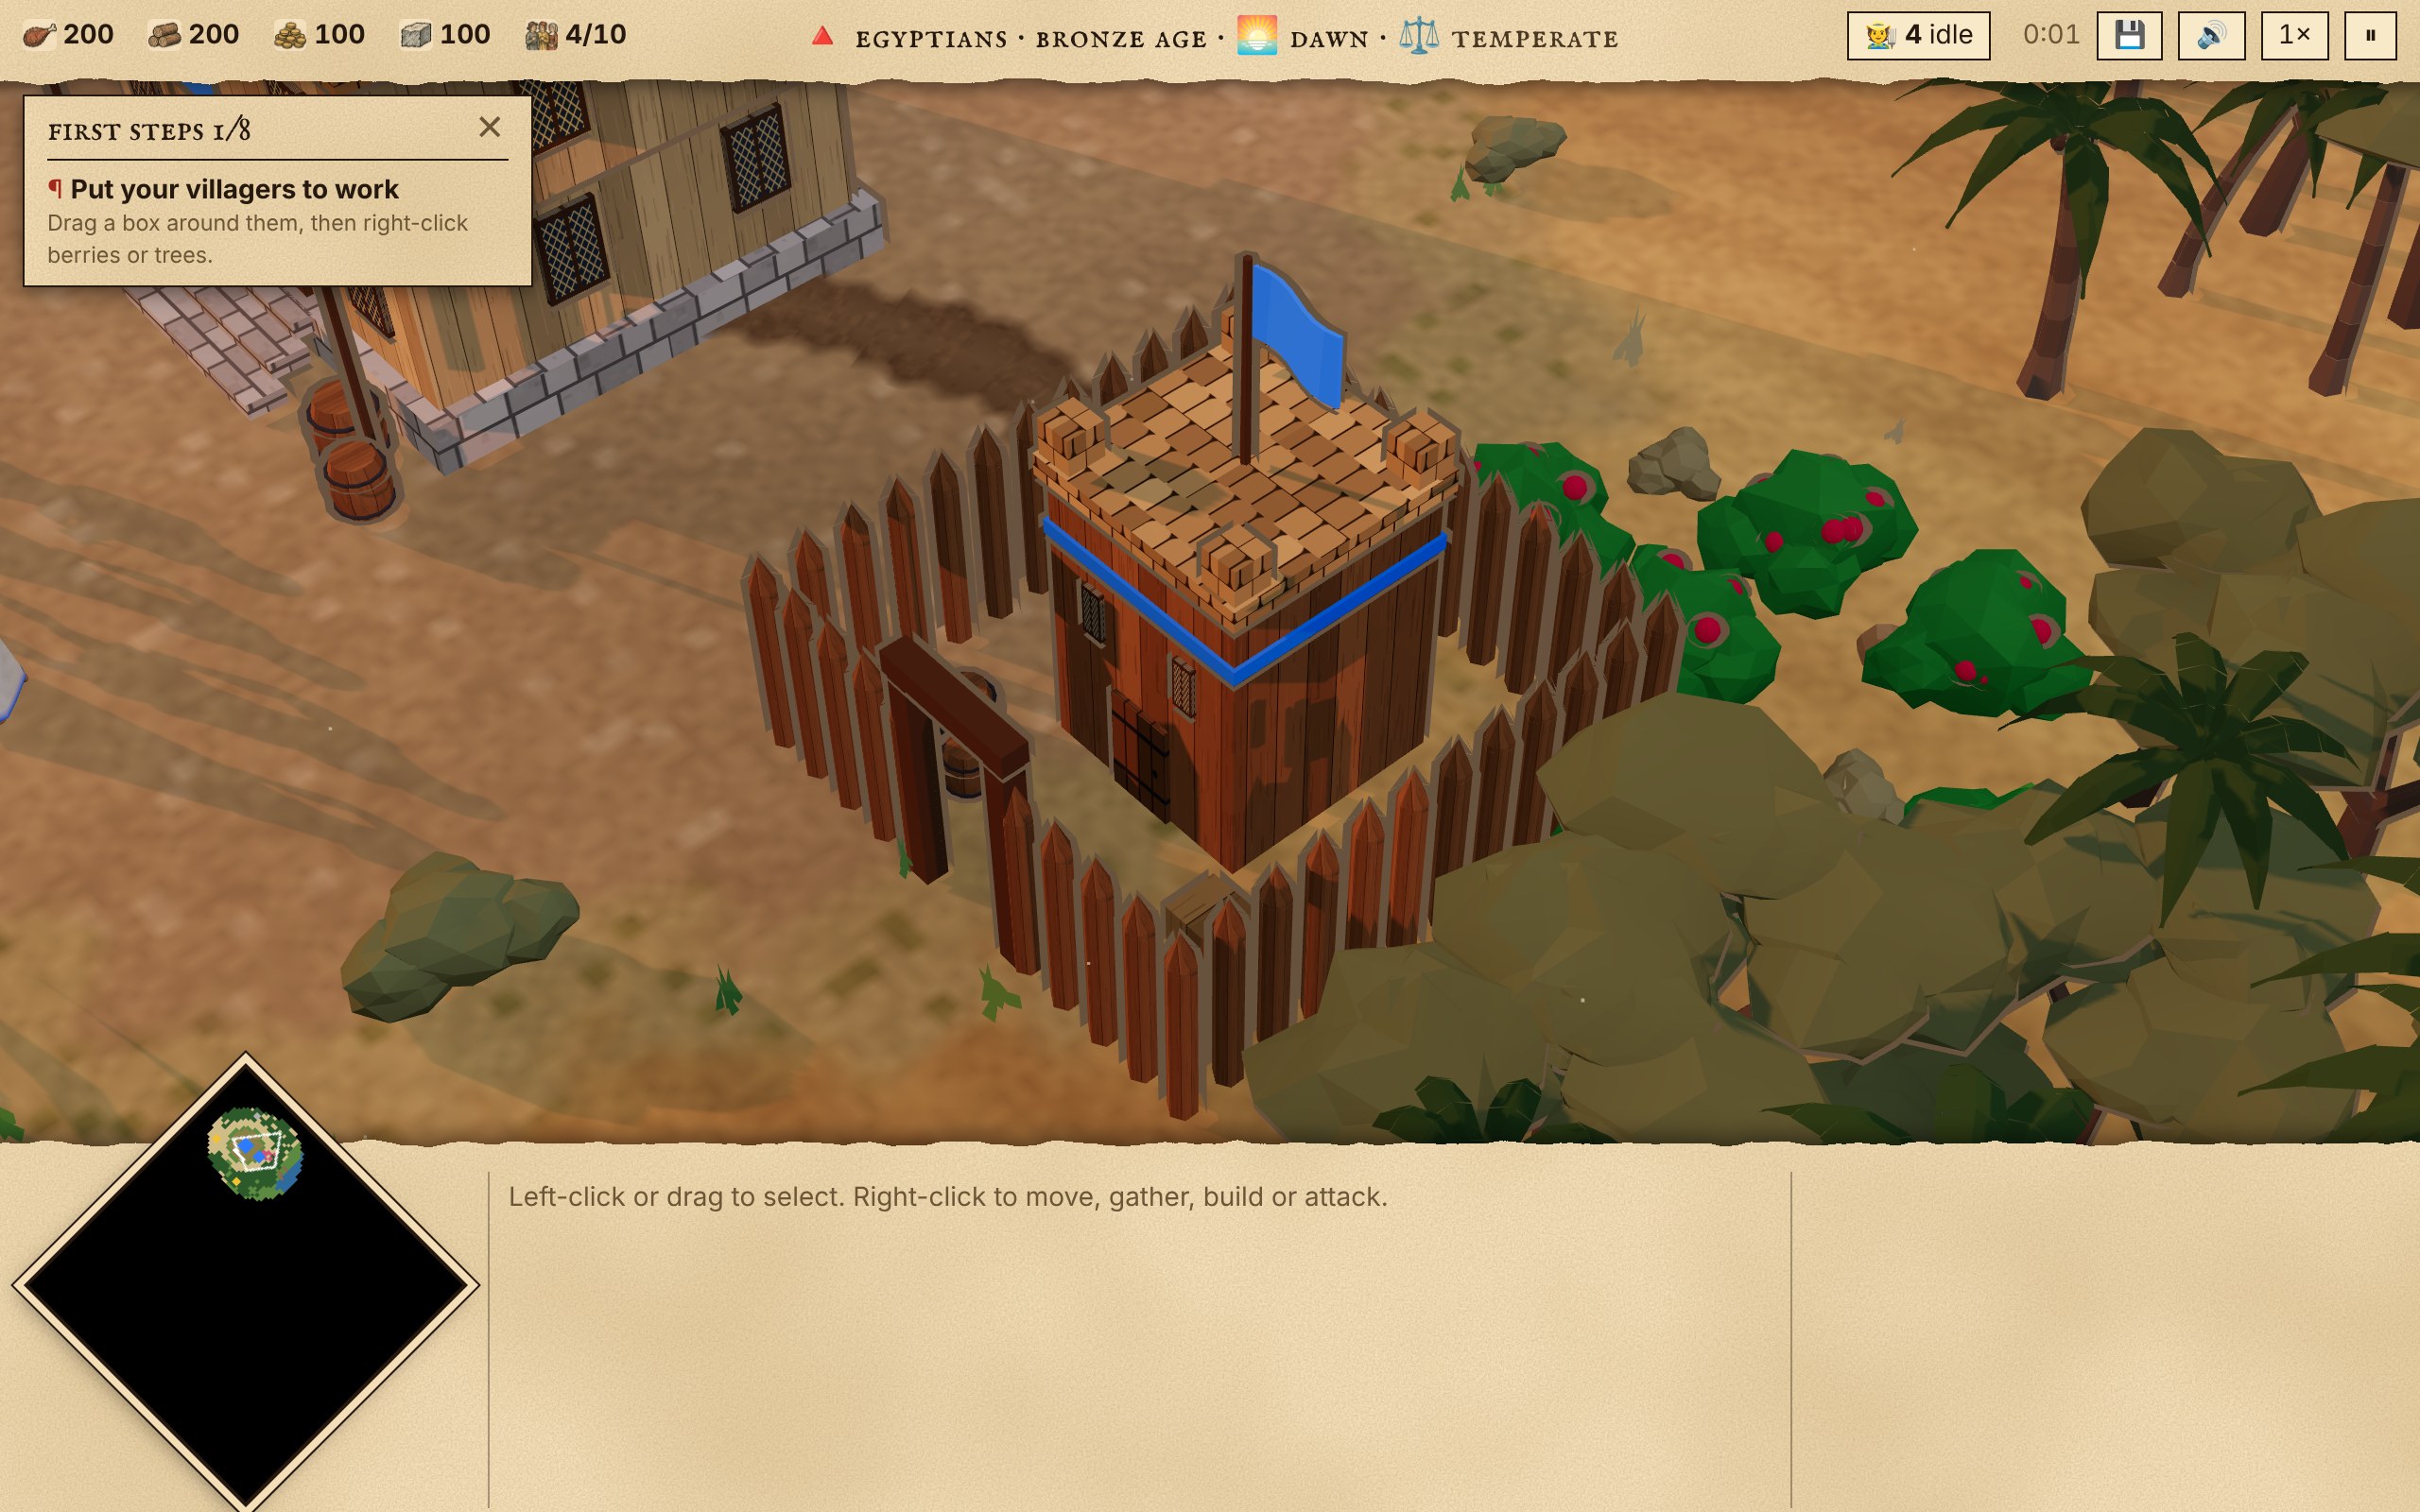 200 200 100 100 4/10 EGYPTIANS · BRONZE AGE · DAWN · TEMPERATE 4 idle 0:01 1×
FIRST STEPS 1/8
¶ Put your villagers to work
Drag a box around them, then right-click
berries or trees.
Left-click or drag to select. Right-click to move, gather, build or attack.